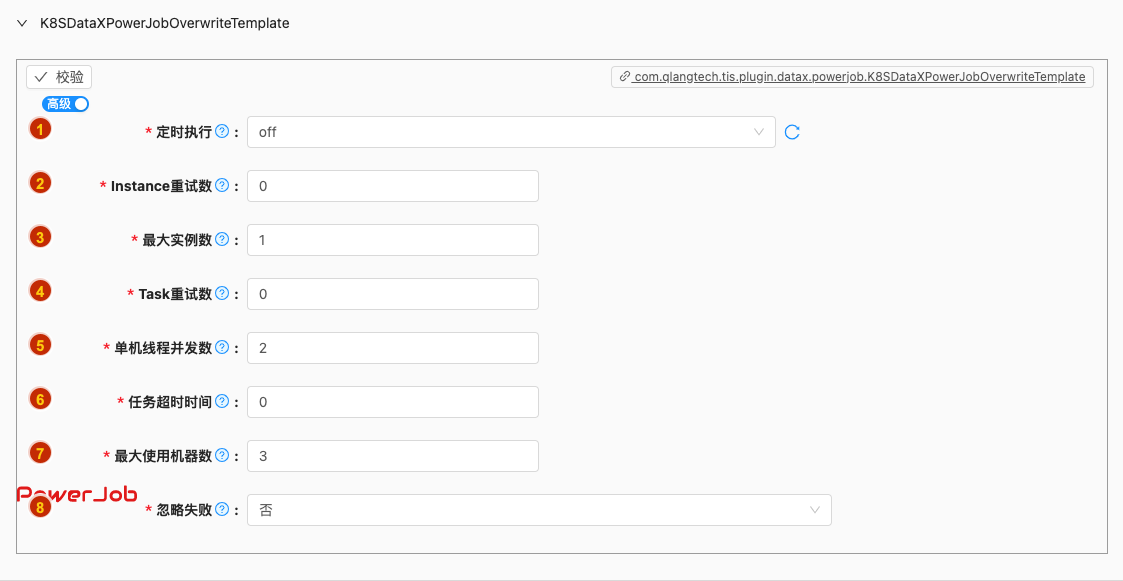 K8SDataXPowerJobOverwriteTemplate
校验
com.qlangtech.tis.plugin.datax.powerjob.K8SDataXPowerJobOverwriteTemplate
高级
1 * 定时执行 ? : off
2 * Instance重试数 ? : 0
3 * 最大实例数 ? : 1
4 * Task重试数 ? : 0
5 * 单机线程并发数 ? : 2
6 * 任务超时时间 ? : 0
7 * 最大使用机器数 ? : 3
PowerJob
8 * 忽略失败 ? : 否